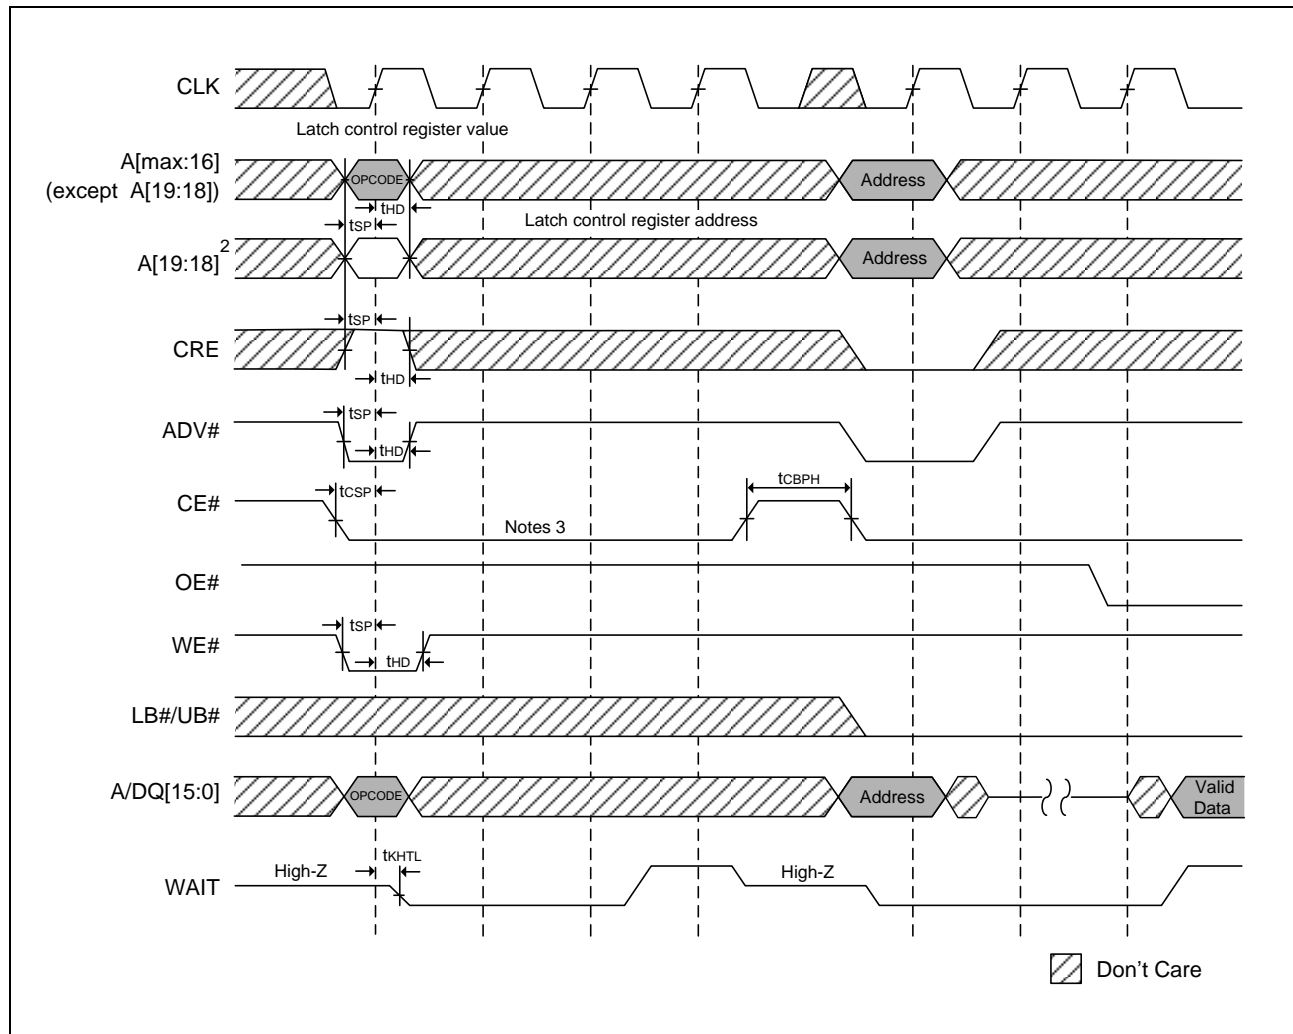 CLK
Latch control register value
A[max:16]
(except A[19:18])
OPCODE
Address
tHD
Latch control register address
tSP
A[19:18]2
Address
tSP
CRE
tHD
tSP
ADV#
tHD
tCBPH
tCSP
CE#
Notes 3
OE#
tSP
WE#
tHD
LB#/UB#
A/DQ[15:0]
OPCODE
Address
Valid
Data
tKHTL
High-Z
High-Z
WAIT
Don't Care